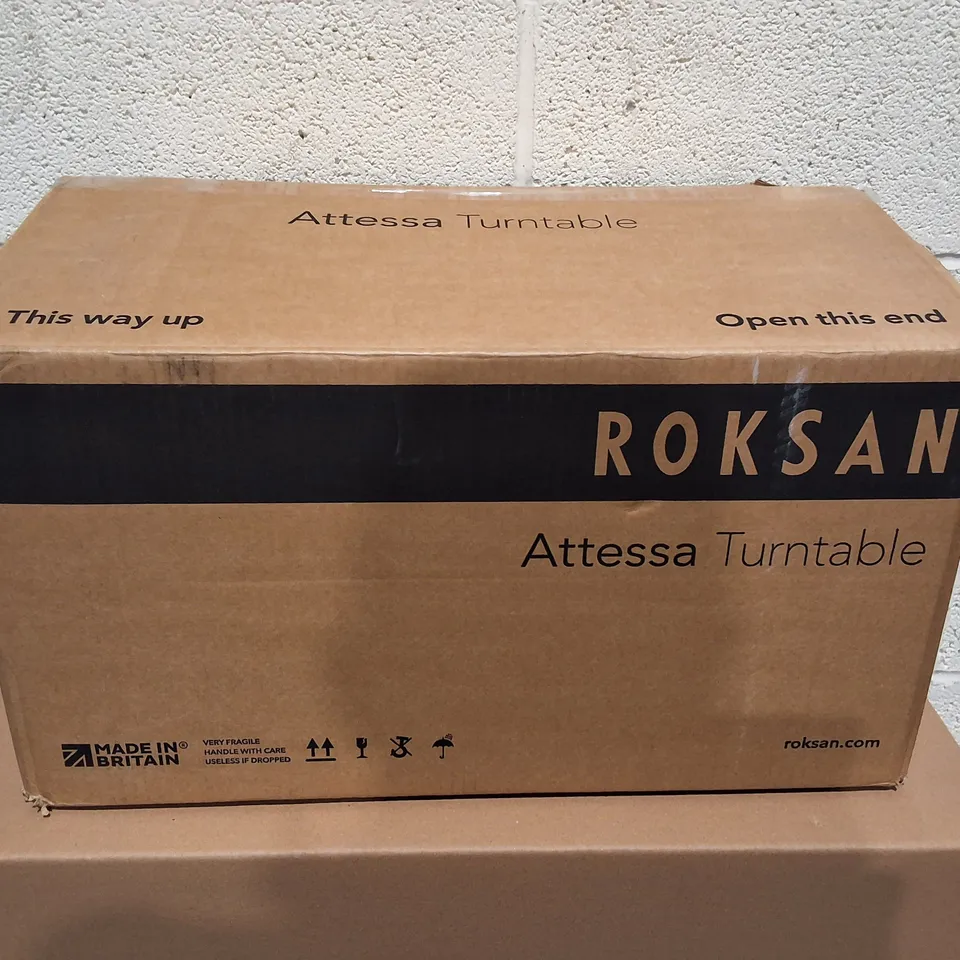 Attessa Turntable
This way up
Open this end
ROKSAN
Attessa Turntable
MADE IN®
BRITAIN
VERY FRAGILE
HANDLE WITH CARE
USELESS IF DROPPED
roksan.com